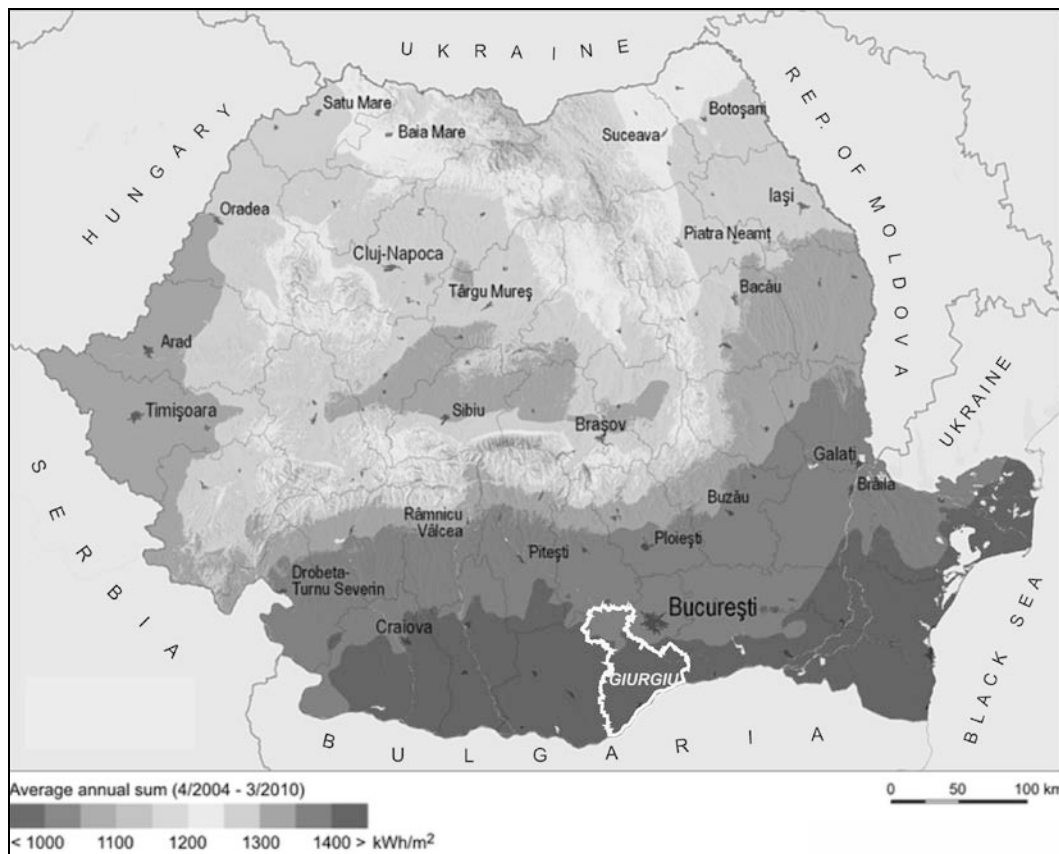 UKRAINE
HUNGARY
REP. OF MOLDOVA
Satu Mare
Baia Mare
Botoşani
Suceava
Iaşi
Oradea
Piatra Neamţ
Cluj-Napoca
Târgu Mureş
Bacău
Arad
Timişoara
Sibiu
Braşov
UKRAINE
Galaţi
Brăila
Buzău
SERBIA
Râmnicu
Vâlcea
Piteşti
Ploieşti
Drobeta-
Turnu Severin
Bucureşti
Craiova
GIURGIU
BLACK SEA
BULGARIA
Average annual sum (4/2004 - 3/2010)
0 50 100 km
< 1000 1100 1200 1300 1400 > kWh/m²